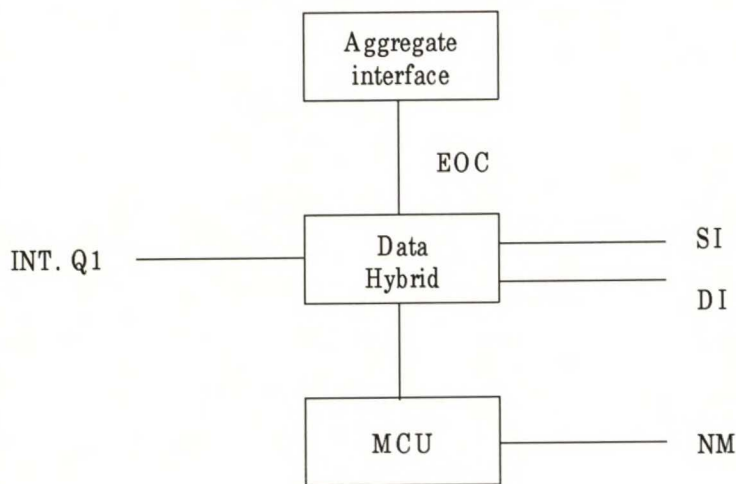 Aggregate
interface
EOC
INT. Q1
Data
Hybrid
SI
DI
MCU
NM